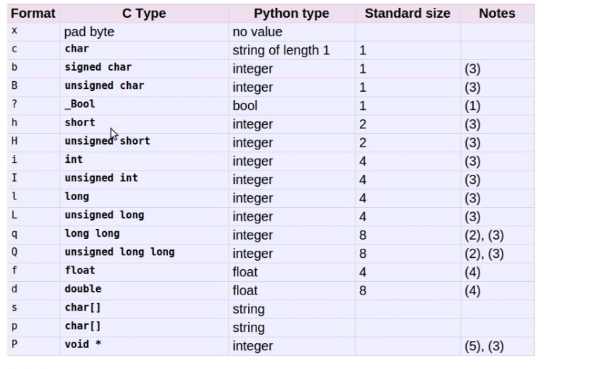 Format C Type Python type Standard size Notes
x pad byte no value
c char string of length 1 1
b signed char integer 1 (3)
B unsigned char integer 1 (3)
? _Bool bool 1 (1)
h short integer 2 (3)
H unsigned short integer 2 (3)
i int integer 4 (3)
I unsigned int integer 4 (3)
l long integer 4 (3)
L unsigned long integer 4 (3)
q long long integer 8 (2), (3)
Q unsigned long long integer 8 (2), (3)
f float float 4 (4)
d double float 8 (4)
s char[] string
p char[] string
P void * integer (5), (3)